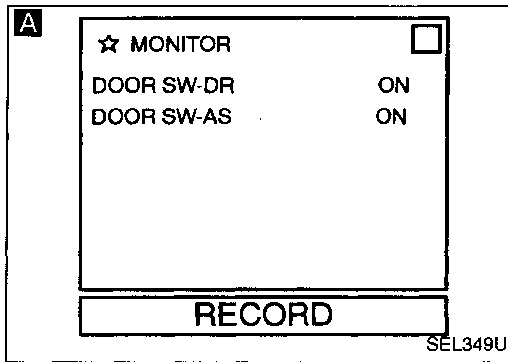 A
☆ MONITOR
DOOR SW-DR ON
DOOR SW-AS ON
RECORD
SEL349U